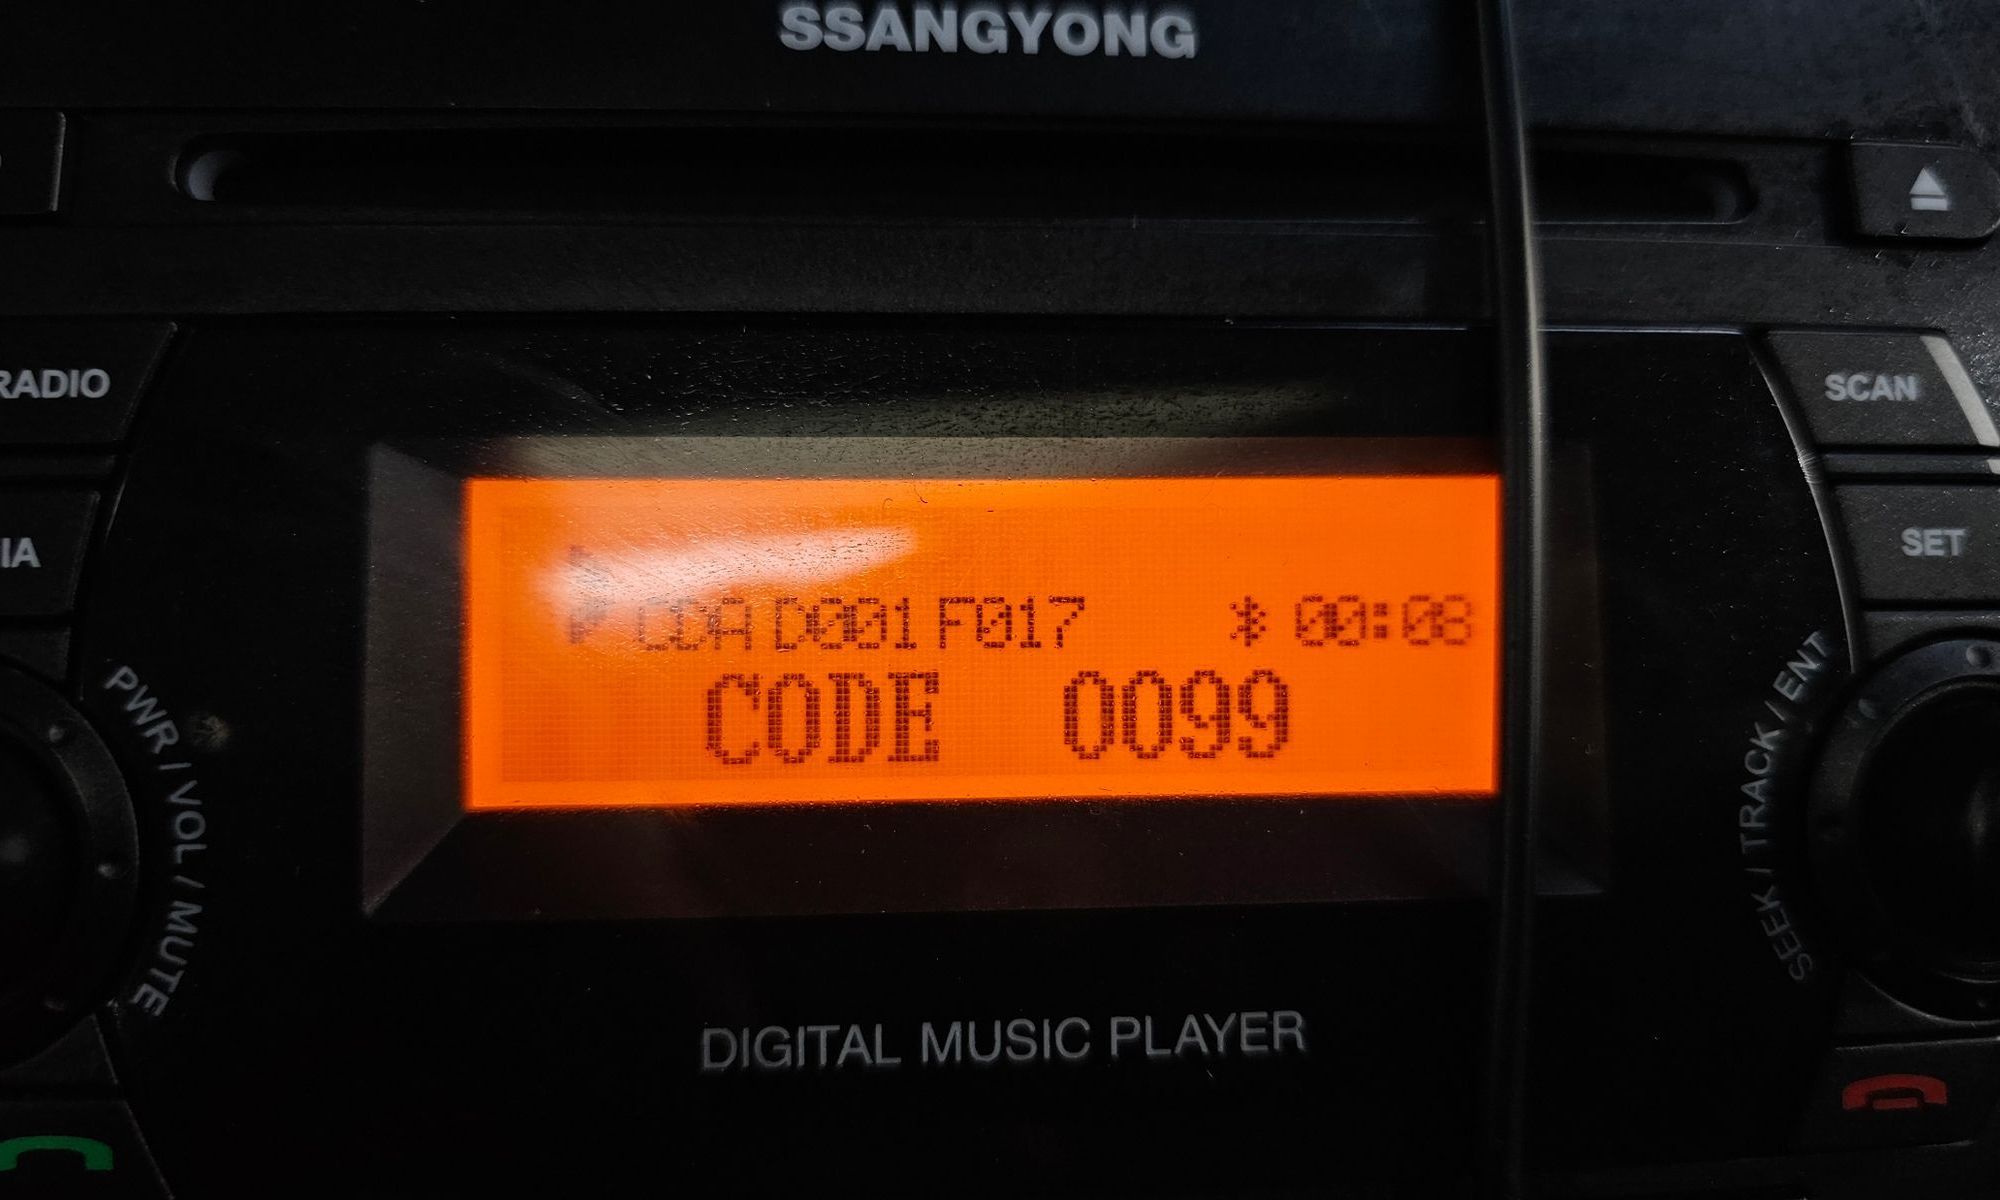 SSANGYONG
RADIO
SCAN
IA
SET
CDA D001 F017 00:08
CODE 0099
PWR / VOL / MUTE
SEEK / TRACK / ENT
DIGITAL MUSIC PLAYER